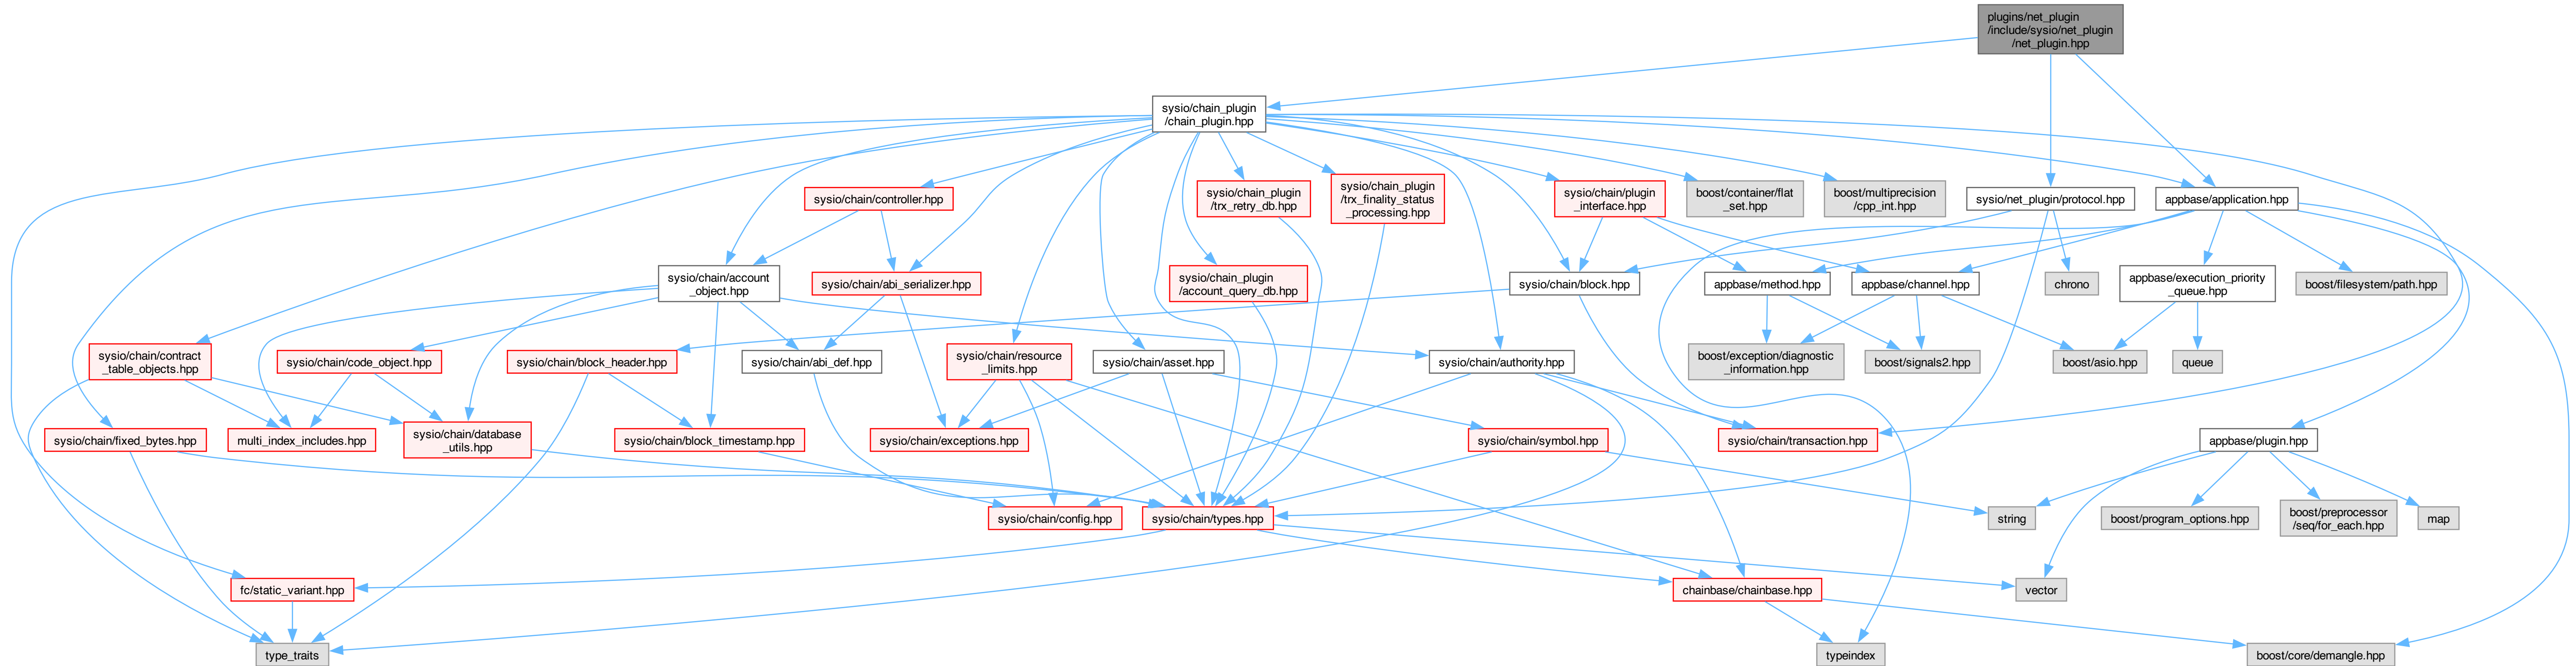 plugins/net_plugin
/include/sysio/net_plugin
/net_plugin.hpp
sysio/chain_plugin
/chain_plugin.hpp
sysio/chain/controller.hpp
sysio/chain_plugin
/trx_retry_db.hpp
sysio/chain_plugin
/trx_finality_status
_processing.hpp
sysio/chain/plugin
_interface.hpp
boost/container/flat
_set.hpp
boost/multiprecision
/cpp_int.hpp
sysio/net_plugin/protocol.hpp
appbase/application.hpp
sysio/chain/account
_object.hpp
sysio/chain/abi_serializer.hpp
sysio/chain_plugin
/account_query_db.hpp
sysio/chain/block.hpp
appbase/method.hpp
appbase/channel.hpp
chrono
appbase/execution_priority
_queue.hpp
boost/filesystem/path.hpp
sysio/chain/contract
_table_objects.hpp
sysio/chain/code_object.hpp
sysio/chain/block_header.hpp
sysio/chain/abi_def.hpp
sysio/chain/resource
_limits.hpp
sysio/chain/asset.hpp
sysio/chain/authority.hpp
boost/exception/diagnostic
_information.hpp
boost/signals2.hpp
boost/asio.hpp
queue
sysio/chain/fixed_bytes.hpp
multi_index_includes.hpp
sysio/chain/database
_utils.hpp
sysio/chain/block_timestamp.hpp
sysio/chain/exceptions.hpp
sysio/chain/symbol.hpp
sysio/chain/transaction.hpp
appbase/plugin.hpp
sysio/chain/config.hpp
sysio/chain/types.hpp
string
boost/program_options.hpp
boost/preprocessor
/seq/for_each.hpp
map
fc/static_variant.hpp
chainbase/chainbase.hpp
vector
type_traits
typeindex
boost/core/demangle.hpp